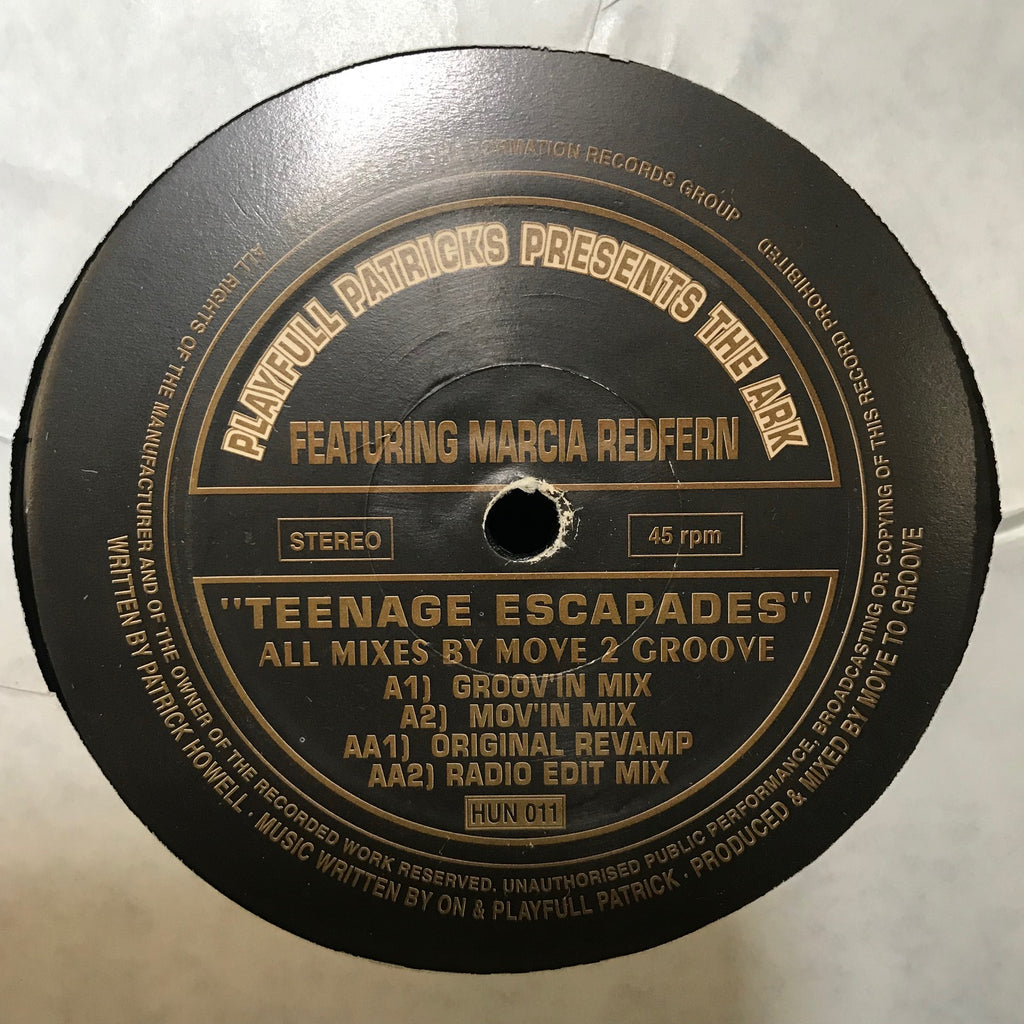 RECORDS GROUP
PLAYFULL PATRICKS PRESENTS THE ARK
FEATURING MARCIA REDFERN
STEREO
45 rpm
"TEENAGE ESCAPADES"
ALL MIXES BY MOVE 2 GROOVE
A1) GROOV'IN MIX
A2) MOV'IN MIX
AA1) ORIGINAL REVAMP
AA2) RADIO EDIT MIX
HUN 011
ALL RIGHTS OF THE MANUFACTURER AND OF THE OWNER OF THE RECORDED WORK RESERVED. UNAUTHORISED PUBLIC PERFORMANCE, BROADCASTING OR COPYING OF THIS RECORD PROHIBITED
WRITTEN BY PATRICK HOWELL · MUSIC WRITTEN BY ON & PLAYFULL PATRICK · PRODUCED & MIXED BY MOVE TO GROOVE